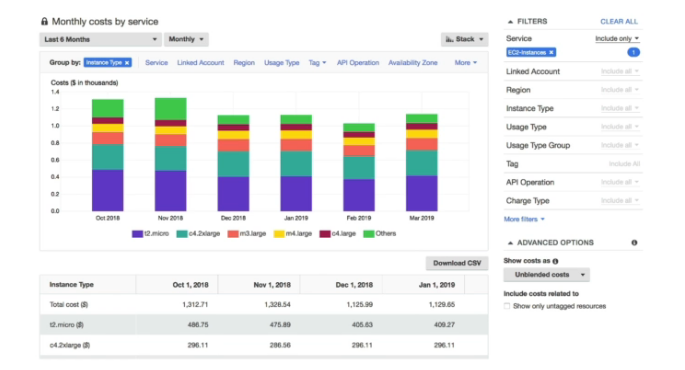 Monthly costs by service
Last 6 Months Monthly Stack
Group by: Instance Type × Service Linked Account Region Usage Type Tag API Operation Availability Zone More
Costs ($ in thousands)
1.4
1.2
1.0
0.8
0.6
0.4
0.2
0.0
Oct 2018 Nov 2018 Dec 2018 Jan 2019 Feb 2019 Mar 2019
t2.micro c4.2xlarge m3.large m4.large c4.large Others
Download CSV
Instance Type Oct 1, 2018 Nov 1, 2018 Dec 1, 2018 Jan 1, 2019
Total cost ($) 1,312.71 1,328.54 1,125.99 1,129.65
t2.micro ($) 486.75 475.89 405.63 409.27
c4.2xlarge ($) 296.11 286.56 296.11 296.11
FILTERS CLEAR ALL
Service Include only
EC2-Instances × 1
Linked Account Include all
Region Include all
Instance Type Include all
Usage Type Include all
Usage Type Group Include all
Tag Include All
API Operation Include all
Charge Type Include all
More filters
ADVANCED OPTIONS
Show costs as
Unblended costs
Include costs related to
Show only untagged resources